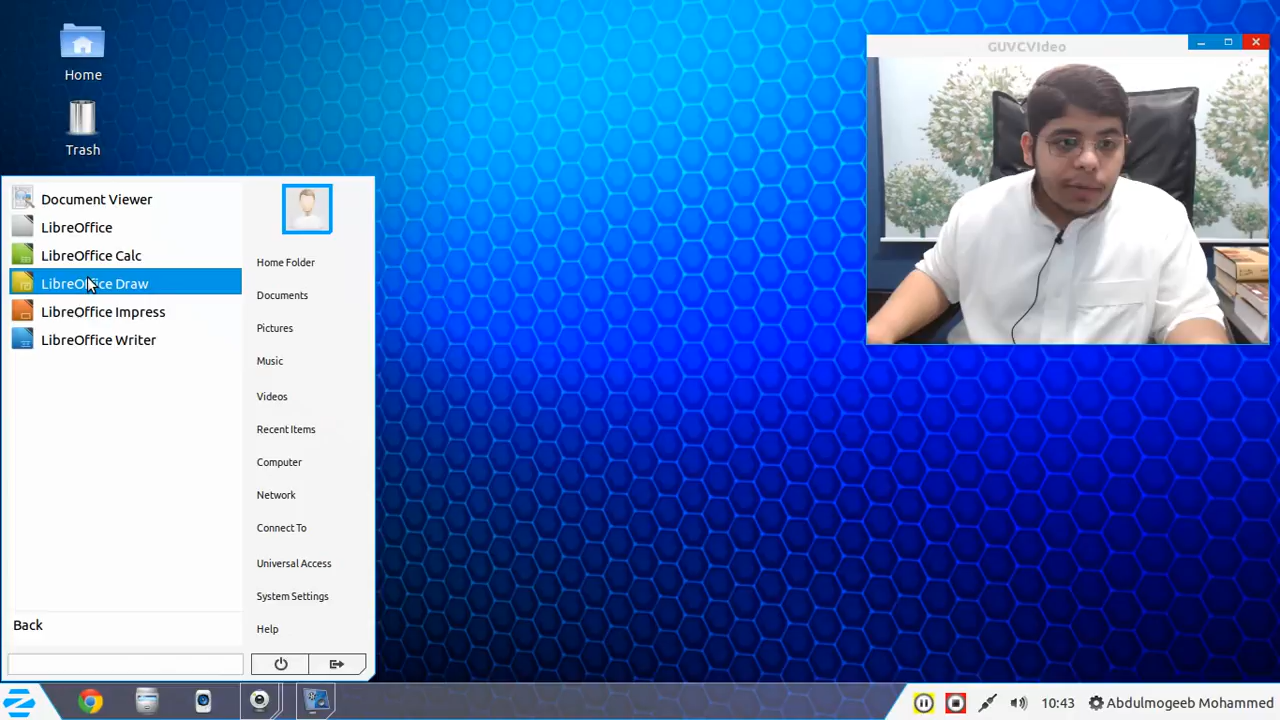 Home
Trash
GUVCVIdeo
Document Viewer
LibreOffice
LibreOffice Calc
LibreOffice Draw
LibreOffice Impress
LibreOffice Writer
Back
Home Folder
Documents
Pictures
Music
Videos
Recent Items
Computer
Network
Connect To
Universal Access
System Settings
Help
10:43
Abdulmogeeb Mohammed